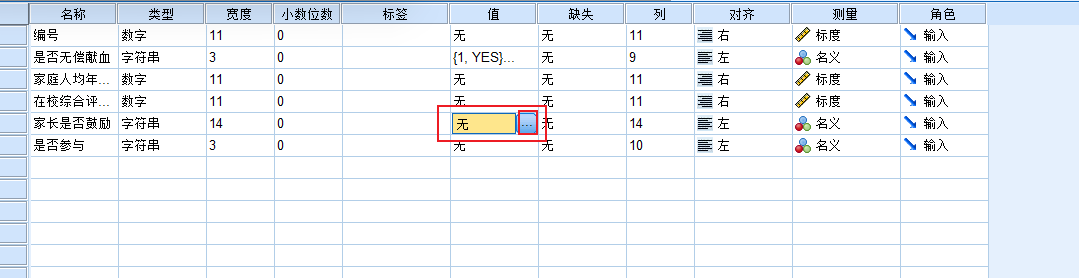 名称 类型 宽度 小数位数 标签 值 缺失 列 对齐 测量 角色
编号 数字 11 0 无 无 11 右 标度 输入
是否无偿献血 字符串 3 0 {1, YES}... 无 9 左 名义 输入
家庭人均年... 数字 11 0 无 无 11 右 标度 输入
在校综合评... 数字 11 0 无 无 11 右 标度 输入
家长是否鼓励 字符串 14 0 无 ... 无 14 左 名义 输入
是否参与 字符串 3 0 无 无 10 左 名义 输入